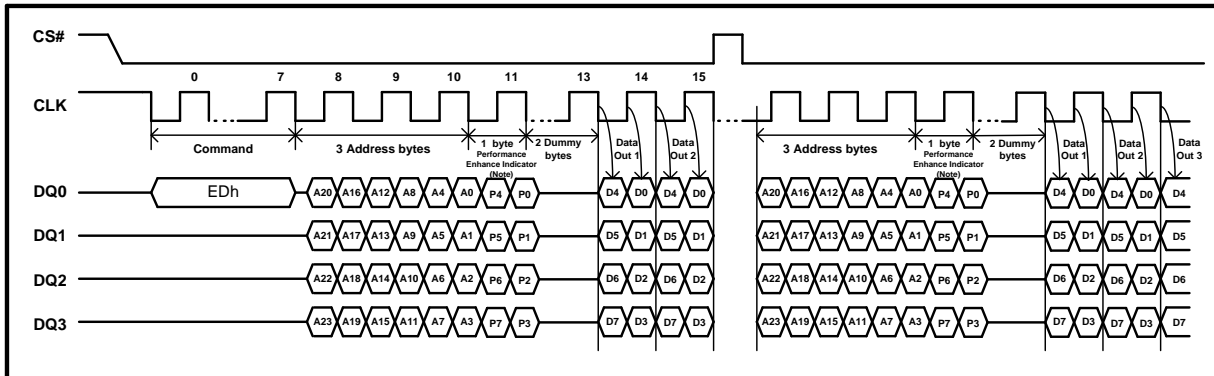 CS#
0 7 8 9 10 11 13 14 15
CLK
Command
3 Address bytes
1 byte
Performance
Enhance Indicator
(Note)
2 Dummy
bytes
Data
Out 1
Data
Out 2
3 Address bytes
1 byte
Performance
Enhance Indicator
(Note)
2 Dummy
bytes
Data
Out 1
Data
Out 2
Data
Out 3
DQ0 EDh A20 A16 A12 A8 A4 A0 P4 P0 D4 D0 D4 D0 A20 A16 A12 A8 A4 A0 P4 P0 D4 D0 D4 D0 D4
DQ1 A21 A17 A13 A9 A5 A1 P5 P1 D5 D1 D5 D1 A21 A17 A13 A9 A5 A1 P5 P1 D5 D1 D5 D1 D5
DQ2 A22 A18 A14 A10 A6 A2 P6 P2 D6 D2 D6 D2 A22 A18 A14 A10 A6 A2 P6 P2 D6 D2 D6 D2 D6
DQ3 A23 A19 A15 A11 A7 A3 P7 P3 D7 D3 D7 D3 A23 A19 A15 A11 A7 A3 P7 P3 D7 D3 D7 D3 D7